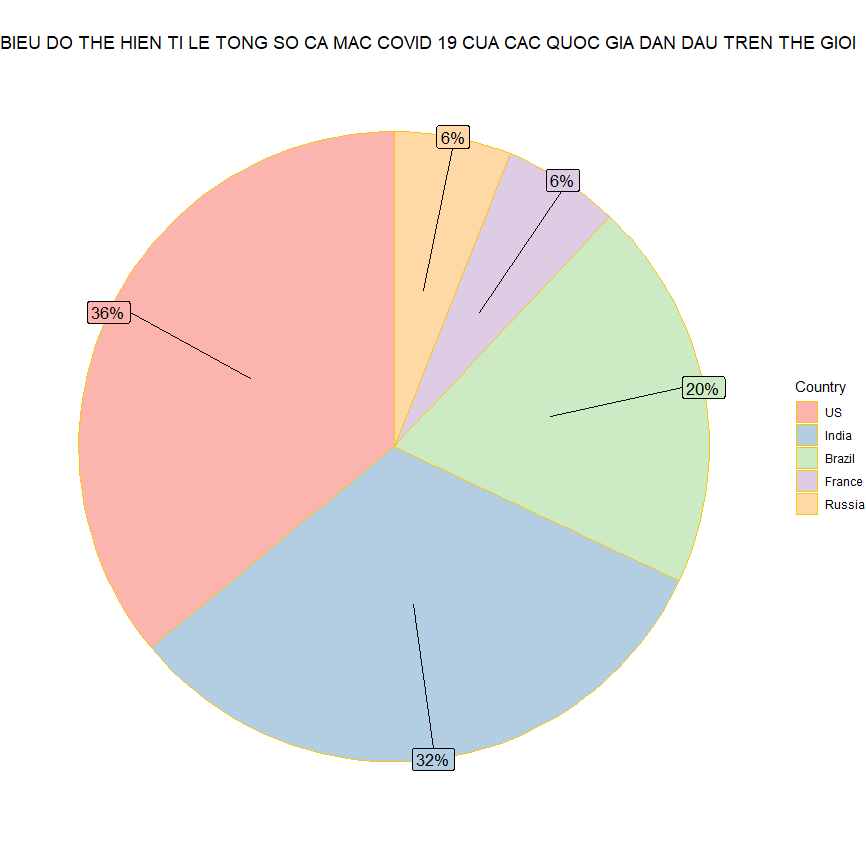 BIEU DO THE HIEN TI LE TONG SO CA MAC COVID 19 CUA CAC QUOC GIA DAN DAU TREN THE GIOI
6%
6%
36%
20%
32%
Country
US
India
Brazil
France
Russia